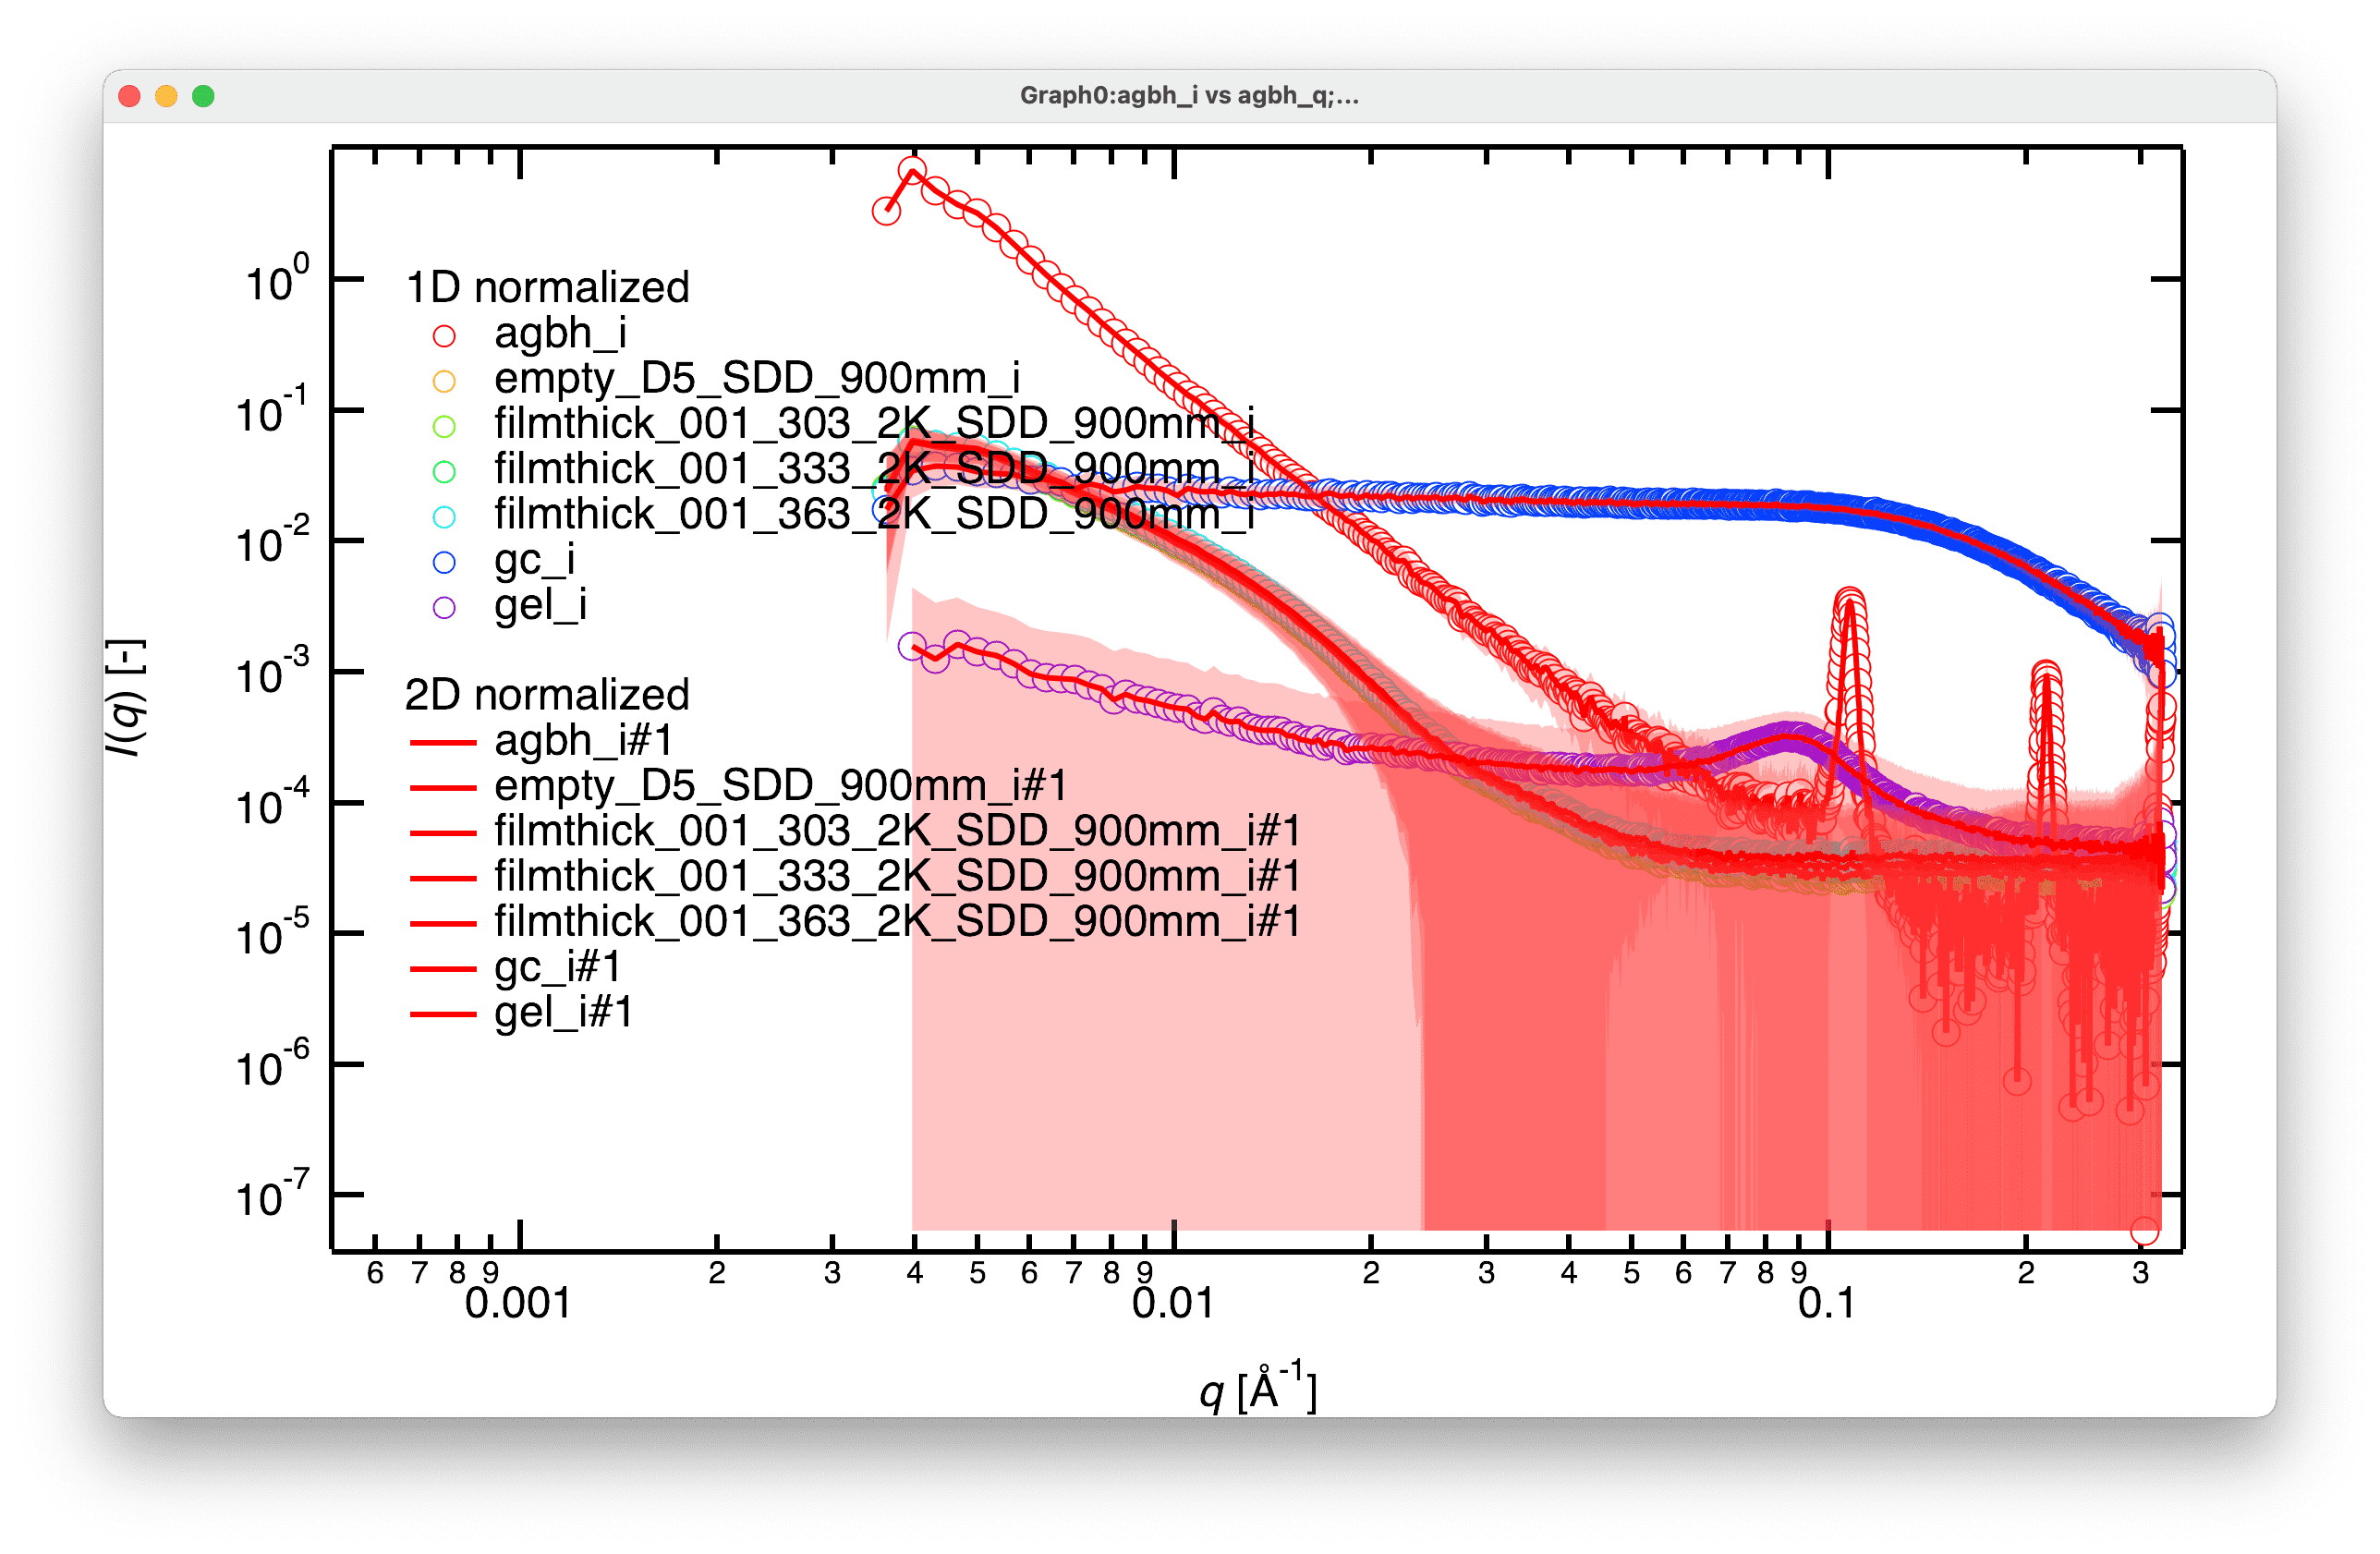 Graph0:agbh_i vs agbh_q;...
10^0
10^-1
10^-2
10^-3
10^-4
10^-5
10^-6
10^-7
I(q) [-]
1D normalized
agbh_i
empty_D5_SDD_900mm_i
filmthick_001_303_2K_SDD_900mm_i
filmthick_001_333_2K_SDD_900mm_i
filmthick_001_363_2K_SDD_900mm_i
gc_i
gel_i
2D normalized
agbh_i#1
empty_D5_SDD_900mm_i#1
filmthick_001_303_2K_SDD_900mm_i#1
filmthick_001_333_2K_SDD_900mm_i#1
filmthick_001_363_2K_SDD_900mm_i#1
gc_i#1
gel_i#1
6 7 8 9 2 3 4 5 6 7 8 9 2 3 4 5 6 7 8 9 2 3
0.001 0.01 0.1
q [Å^-1]